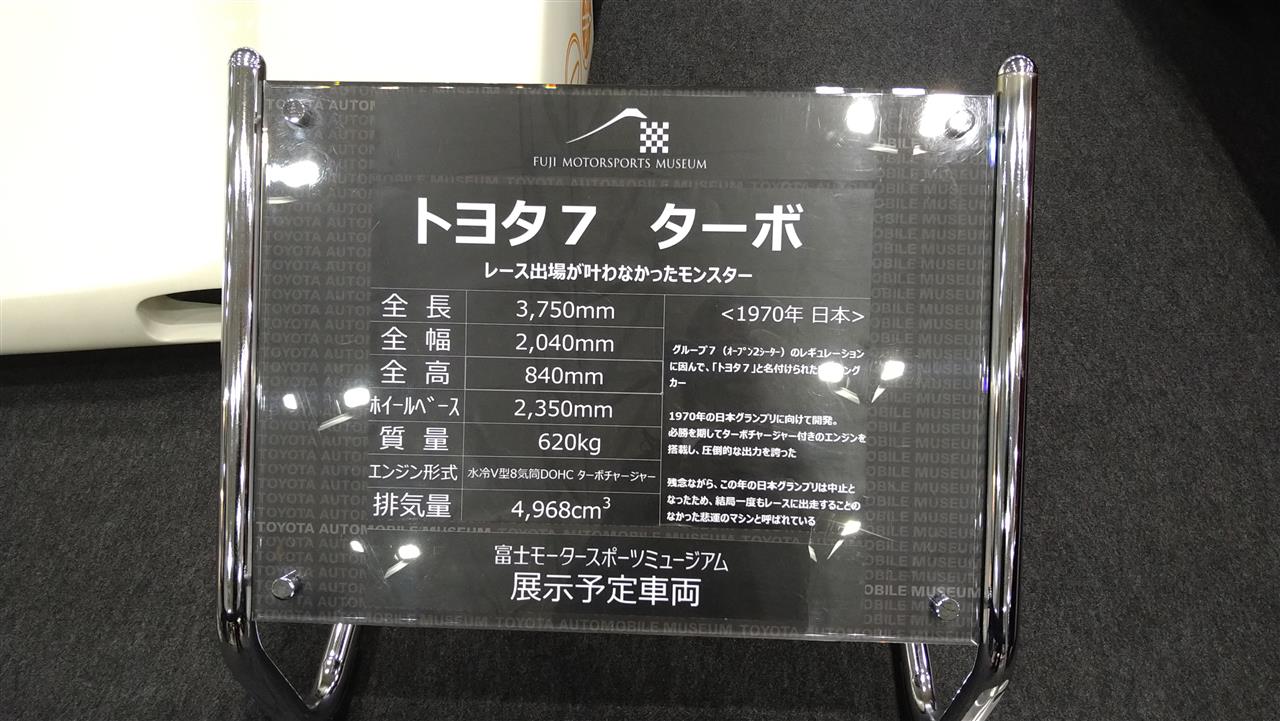 FUJI MOTORSPORTS MUSEUM
トヨタ7 ターボ
レース出場が叶わなかったモンスター
全長 3,750mm
全幅 2,040mm
全高 840mm
ホイールベース 2,350mm
質量 620kg
エンジン形式 水冷V型8気筒DOHC ターボチャージャー
排気量 4,968cm3
<1970年 日本>
グループ7(オープン2シーター)のレギュレーション
に因んで、「トヨタ7」と名付けられた ング
カー
1970年の日本グランプリに向けて開発。
必勝を期してターボチャージャー付きのエンジンを
搭載し、圧倒的な出力を誇った
残念ながら、この年の日本グランプリは中止と
なったため、結局一度もレースに出走することの
なかった悲運のマシンと呼ばれている
富士モータースポーツミュージアム
展示予定車両
TOYOTA AUTOMOBILE MUSEUM